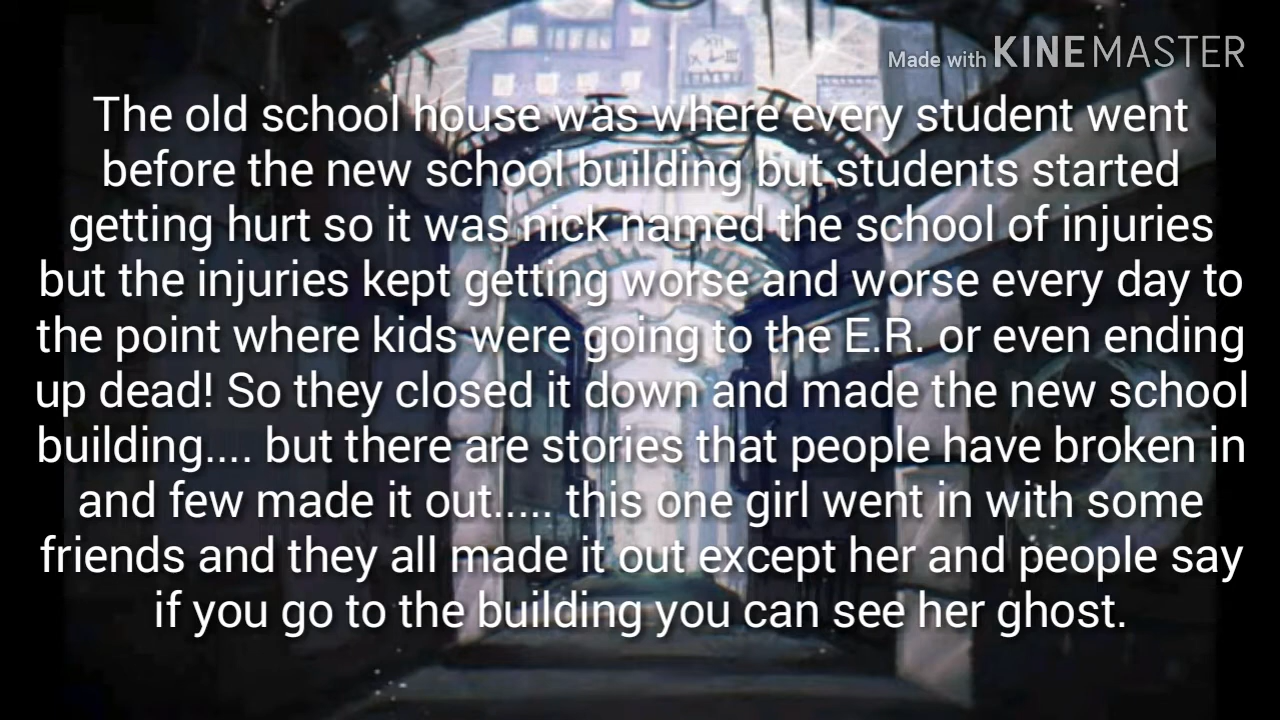 Made with KINEMASTER
The old school house was where every student went
before the new school building but students started
getting hurt so it was nick named the school of injuries
but the injuries kept getting worse and worse every day to
the point where kids were going to the E.R. or even ending
up dead! So they closed it down and made the new school
building.... but there are stories that people have broken in
and few made it out..... this one girl went in with some
friends and they all made it out except her and people say
if you go to the building you can see her ghost.